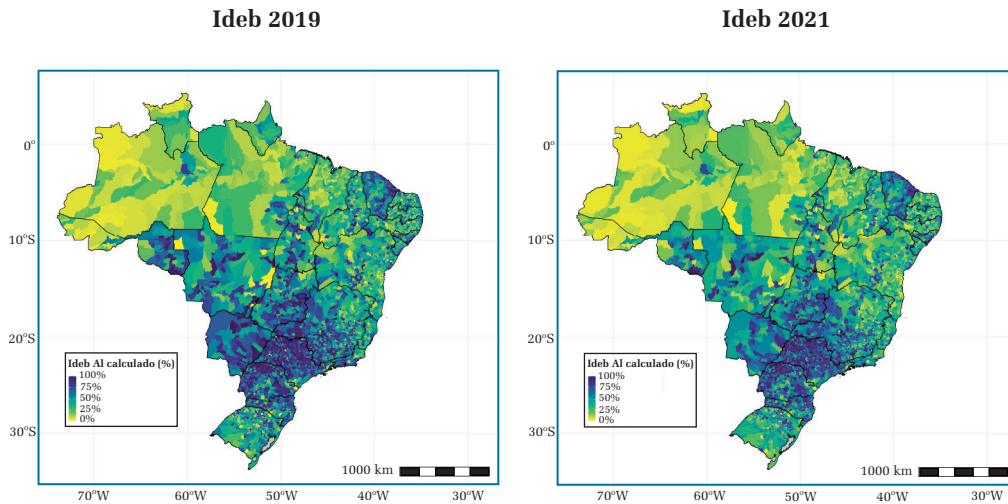 Ideb 2019
Ideb 2021
0°
10°S
20°S
30°S
Ideb AI calculado (%)
100%
75%
50%
25%
0%
1000 km
70°W
60°W
50°W
40°W
30°W
0°
10°S
20°S
30°S
Ideb AI calculado (%)
100%
75%
50%
25%
0%
1000 km
70°W
60°W
50°W
40°W
30°W